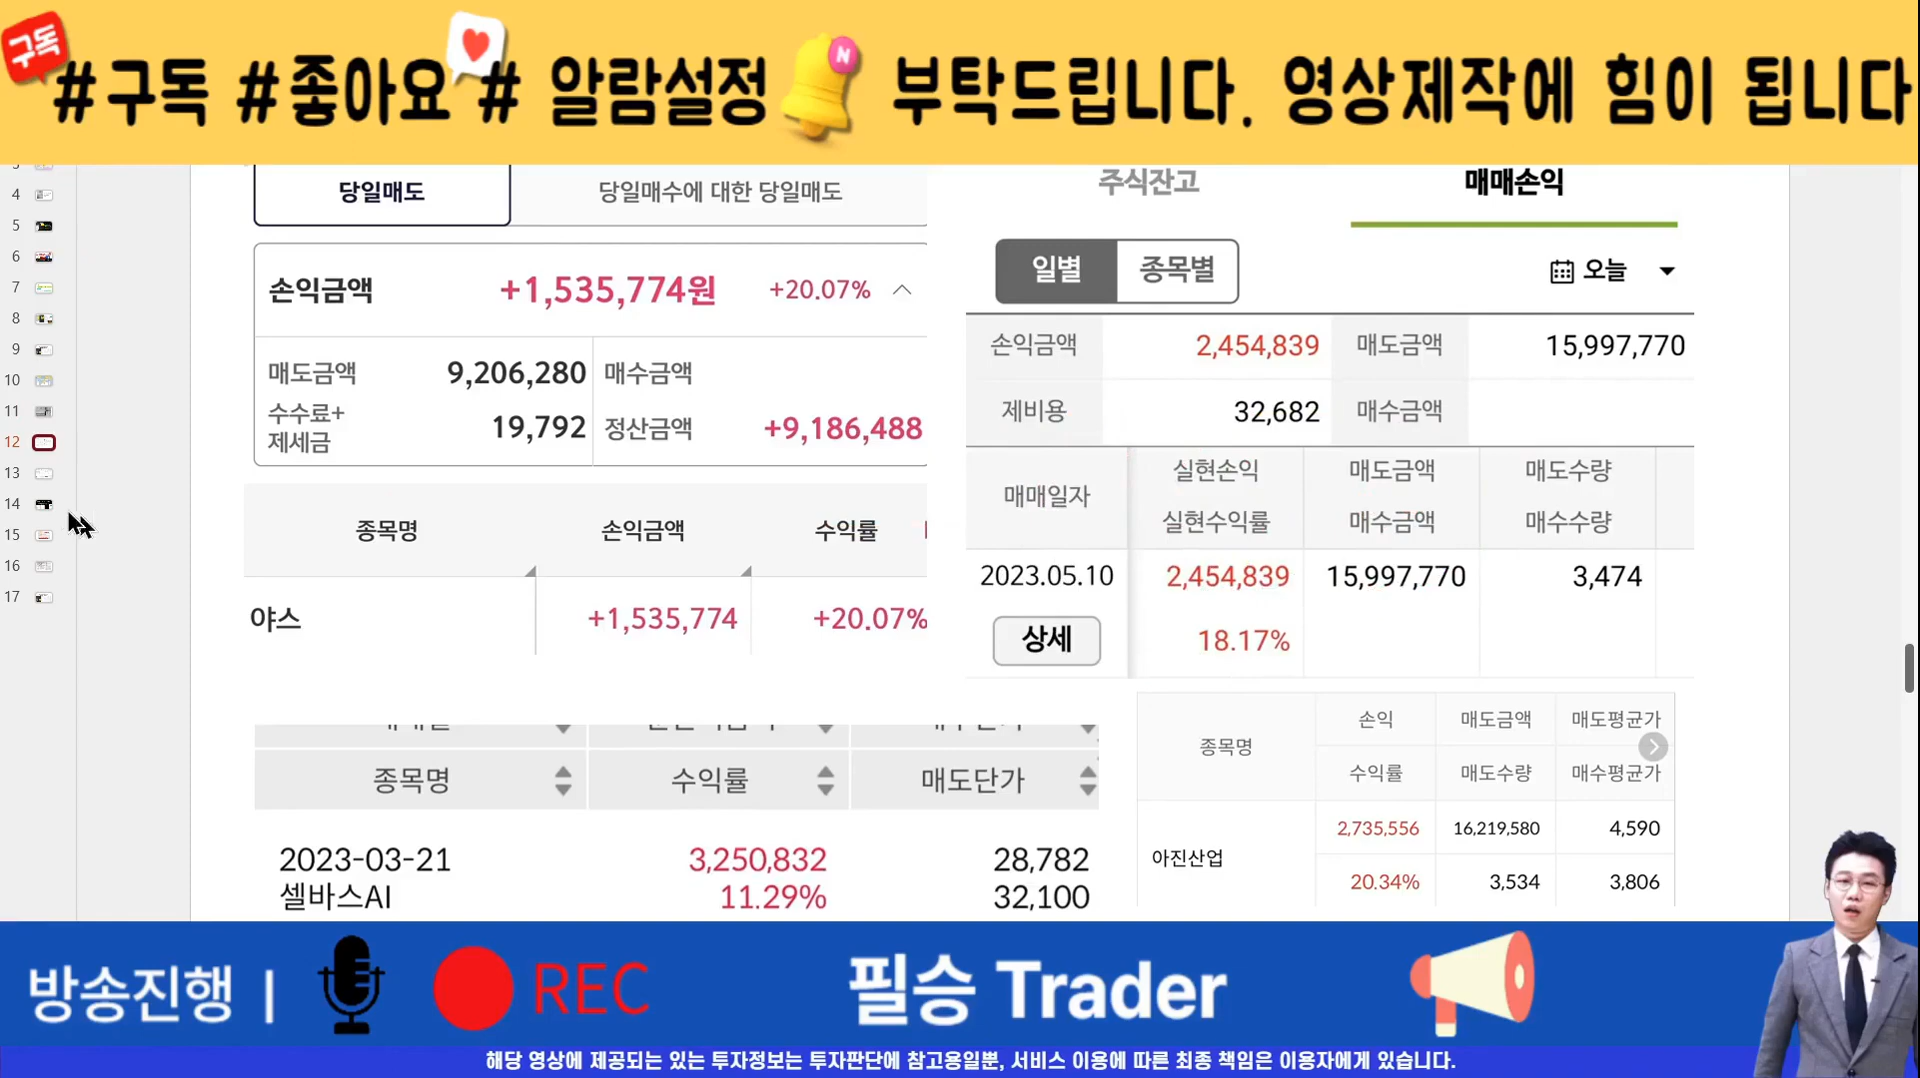 구독
#구독 #좋아요 # 알람설정 N 부탁드립니다. 영상제작에 힘이 됩니다
4
5
6
7
8
9
10
11
12
13
14
15
16
17
당일매도 당일매수에 대한 당일매도
손익금액 +1,535,774원 +20.07%
매도금액 9,206,280 매수금액
수수료+
제세금 19,792 정산금액 +9,186,488
종목명 손익금액 수익률
야스 +1,535,774 +20.07%
주식잔고 매매손익
일별 종목별 오늘
손익금액 2,454,839 매도금액 15,997,770
제비용 32,682 매수금액
매매일자 실현손익 매도금액 매도수량
실현수익률 매수금액 매수수량
2023.05.10 2,454,839 15,997,770 3,474
상세 18.17%
종목명 수익률 매도단가
2023-03-21 3,250,832 28,782
셀바스AI 11.29% 32,100
종목명 손익 매도금액 매도평균가
수익률 매도수량 매수평균가
아진산업 2,735,556 16,219,580 4,590
20.34% 3,534 3,806
방송진행 | REC 필승 Trader
해당 영상에 제공되는 있는 투자정보는 투자판단에 참고용일뿐, 서비스 이용에 따른 최종 책임은 이용자에게 있습니다.